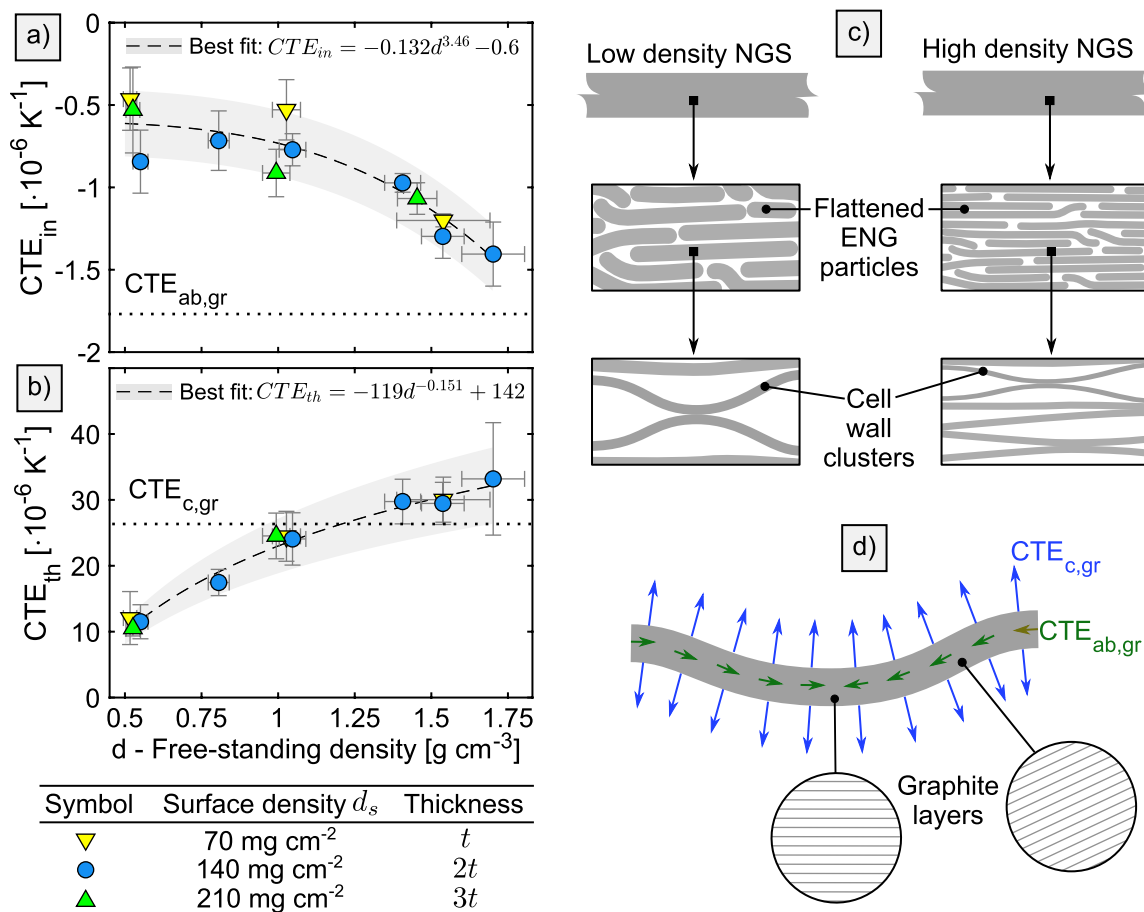 a)
0
-0.5
-1
-1.5
-2
CTE_in [·10^-6 K^-1]
Best fit: CTE_in = −0.132d^3.46 − 0.6
CTE_ab,gr
b)
40
30
20
10
0
CTE_th [·10^-6 K^-1]
Best fit: CTE_th = −119d^−0.151 + 142
CTE_c,gr
0.5 0.75 1 1.25 1.5 1.75
d - Free-standing density [g cm^-3]
Symbol Surface density d_s Thickness
70 mg cm^-2 t
140 mg cm^-2 2t
210 mg cm^-2 3t
c)
Low density NGS
High density NGS
Flattened
ENG
particles
Cell
wall
clusters
d)
CTE_c,gr
CTE_ab,gr
Graphite
layers